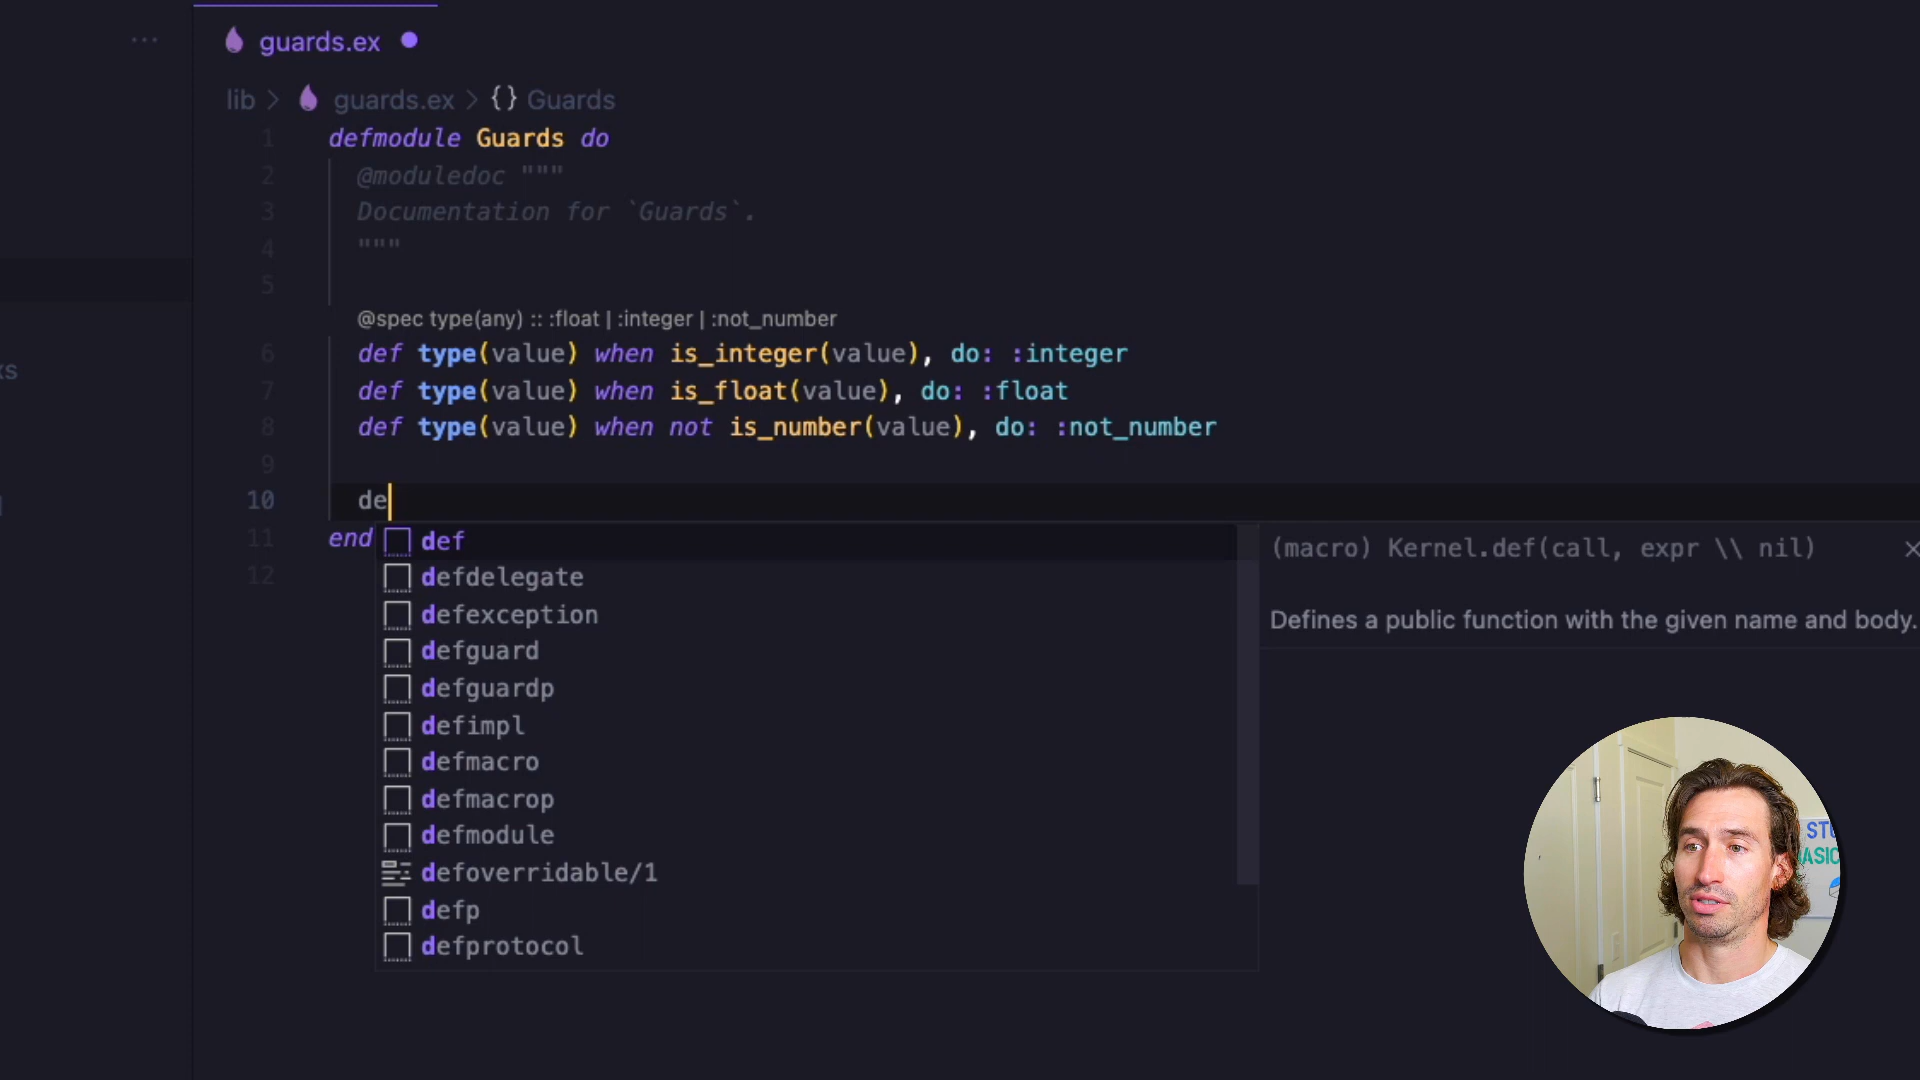 ...
guards.ex
lib > guards.ex > {} Guards
1 defmodule Guards do
2 @moduledoc """
3 Documentation for `Guards`.
4 """
5
@spec type(any) :: :float | :integer | :not_number
6 def type(value) when is_integer(value), do: :integer
7 def type(value) when is_float(value), do: :float
8 def type(value) when not is_number(value), do: :not_number
9
10 de
11 end
12
def
defdelegate
defexception
defguard
defguardp
defimpl
defmacro
defmacrop
defmodule
defoverridable/1
defp
defprotocol
(macro) Kernel.def(call, expr \\ nil)
Defines a public function with the given name and body.